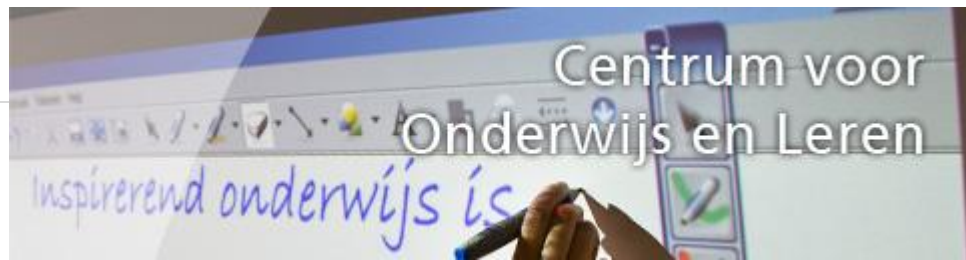 Centrum voor
Onderwijs en Leren
Inspirerend onderwijs is